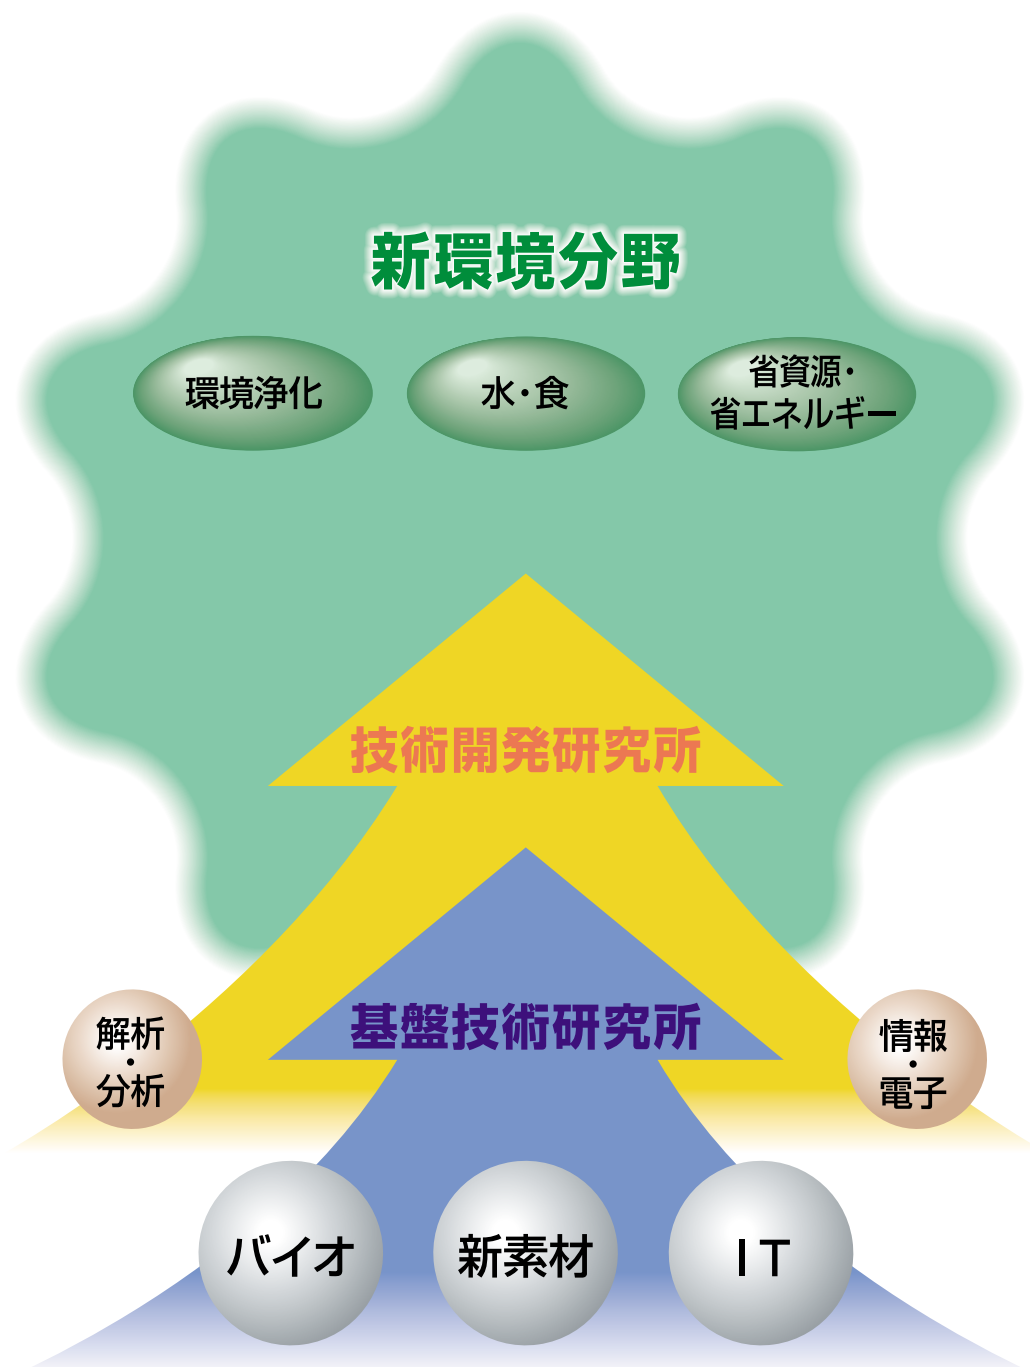 新環境分野
環境浄化
水・食
省資源・
省エネルギー
技術開発研究所
基盤技術研究所
解析
・
分析
情報
・
電子
バイオ
新素材
IT